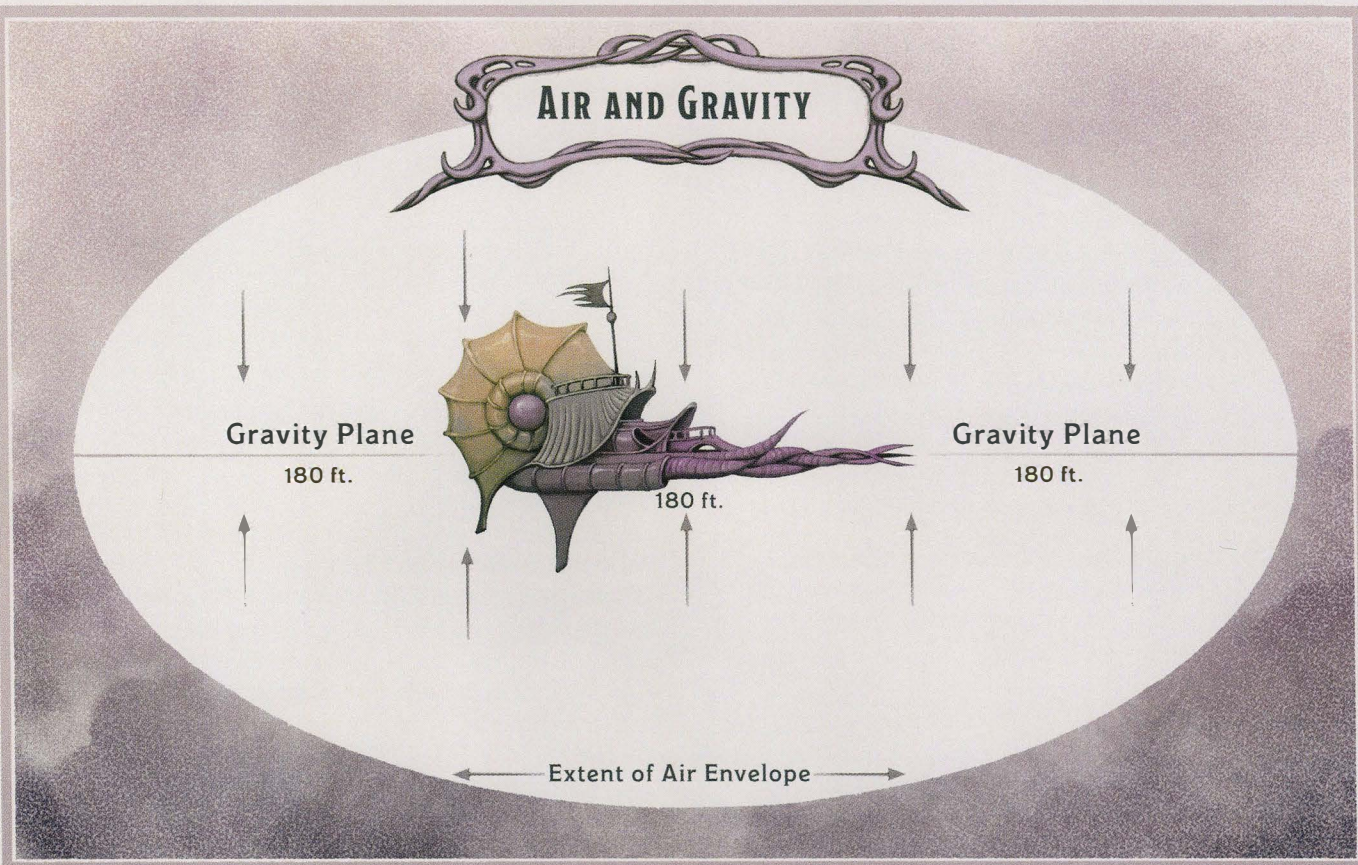 AIR AND GRAVITY
Gravity Plane
180 ft.
180 ft.
Gravity Plane
180 ft.
Extent of Air Envelope